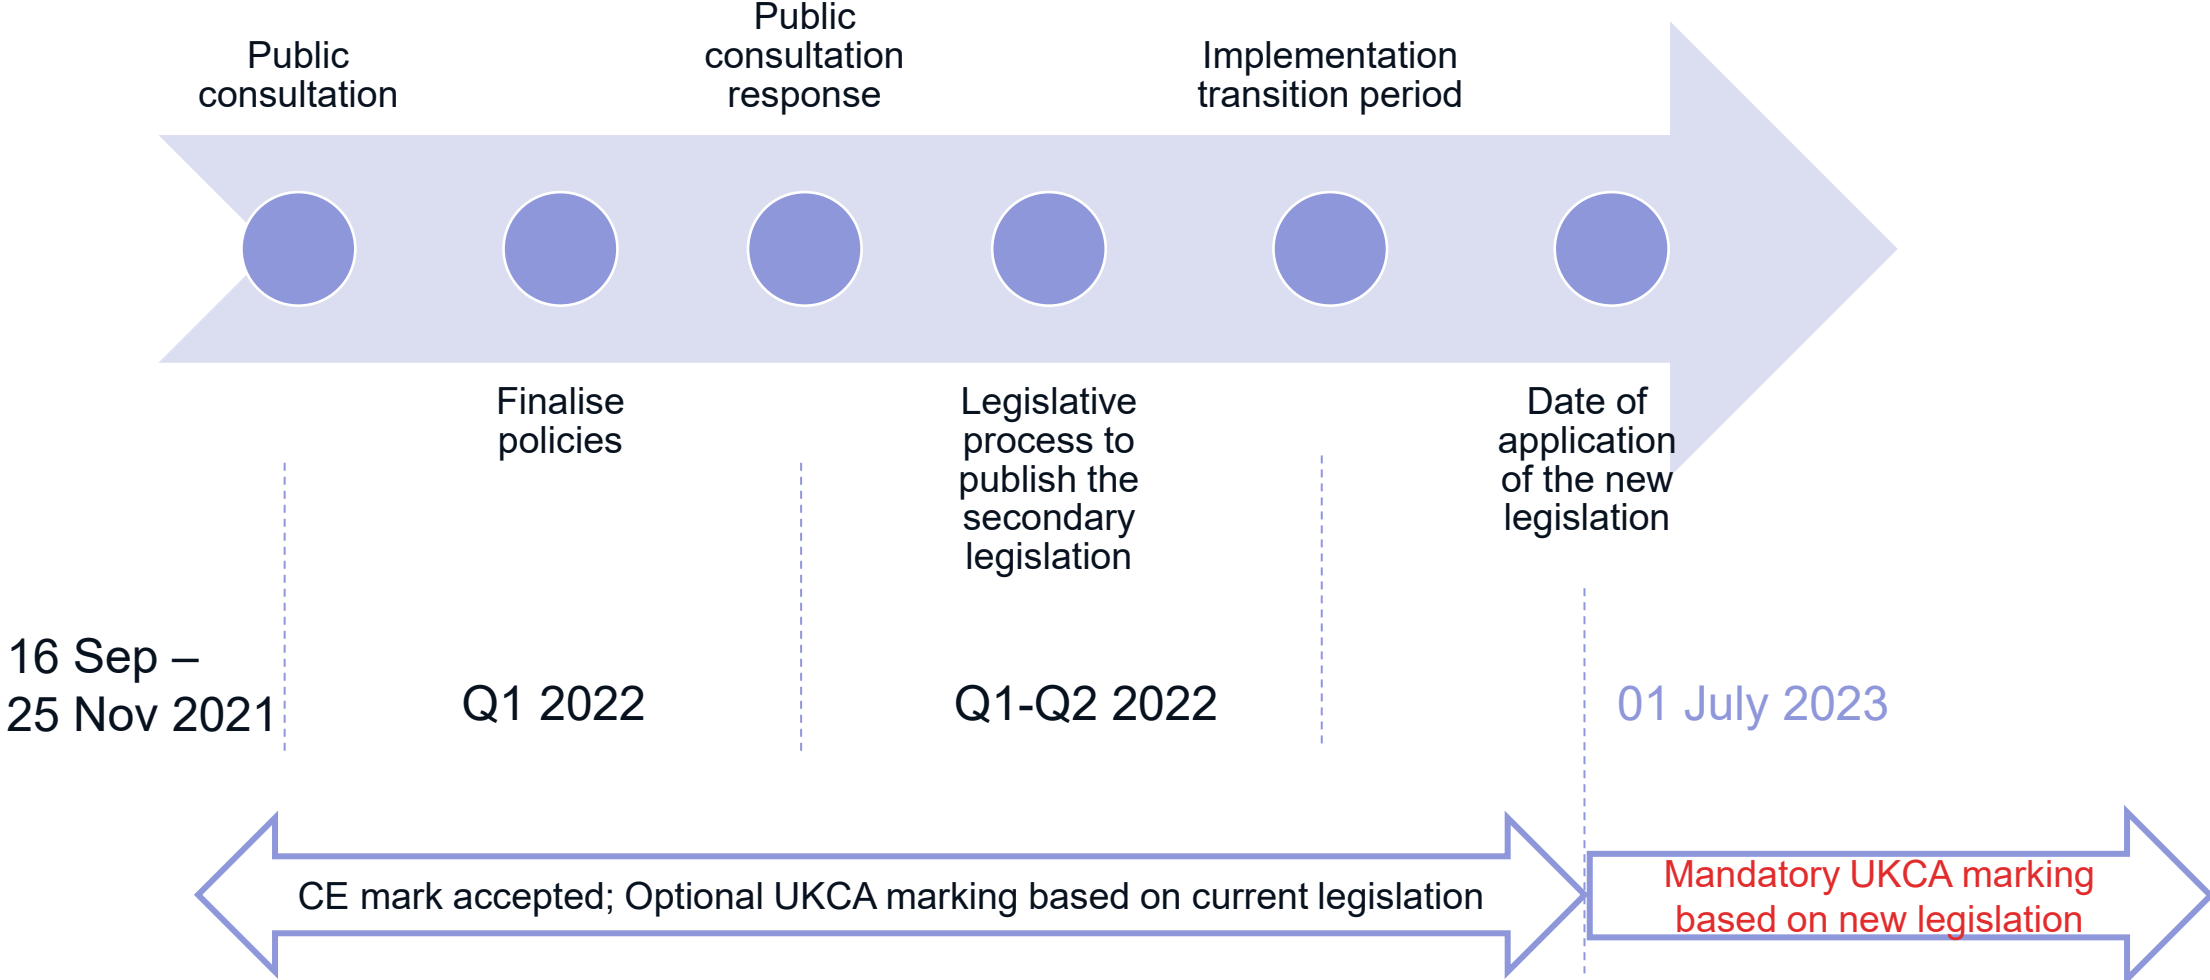 Public
consultation
Public
consultation
response
Implementation
transition period
Finalise
policies
Legislative
process to
publish the
secondary
legislation
Date of
application
of the new
legislation
16 Sep –
25 Nov 2021
Q1 2022
Q1-Q2 2022
01 July 2023
CE mark accepted; Optional UKCA marking based on current legislation
Mandatory UKCA marking
based on new legislation